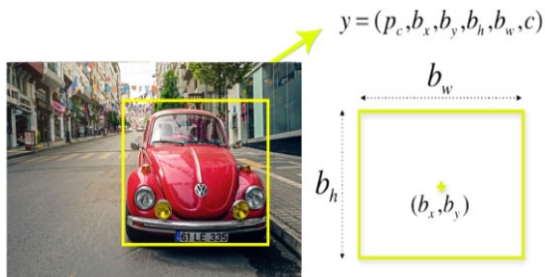 y=(p_c,b_x,b_y,b_h,b_w,c)
b_w
b_h
(b_x,b_y)
61 LE 335